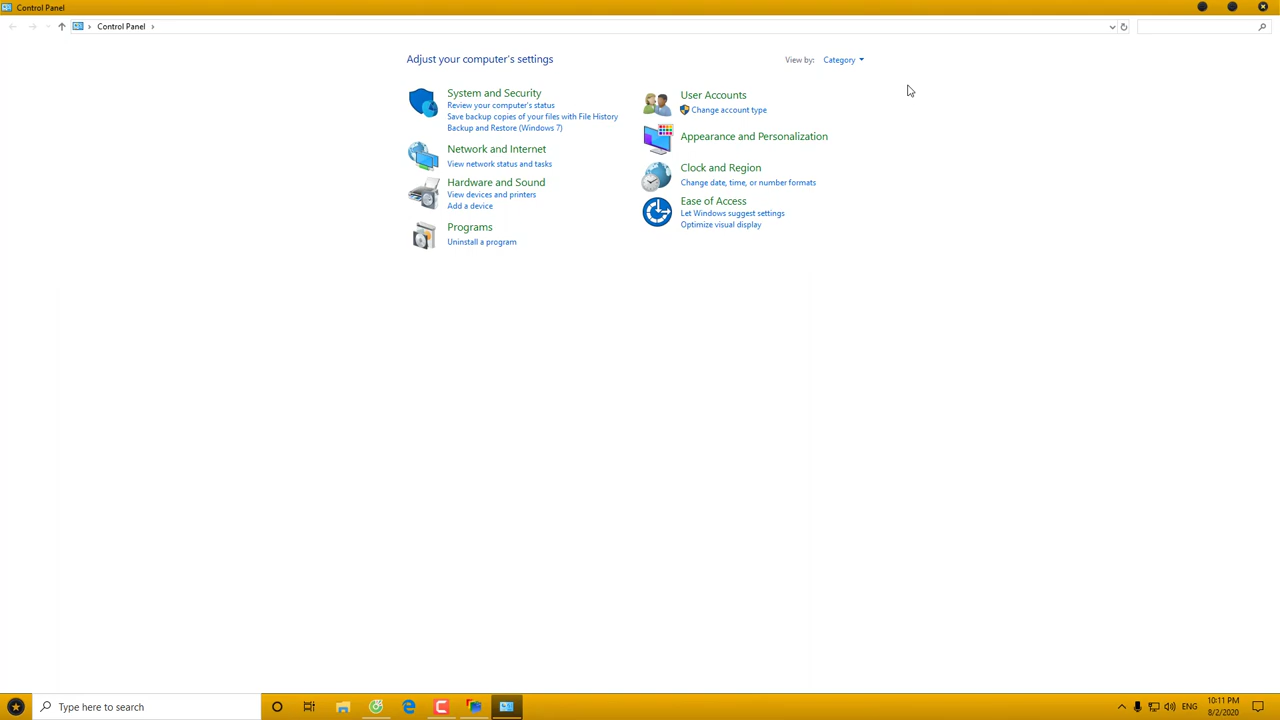 Control Panel
Control Panel
Adjust your computer's settings
View by: Category
System and Security
Review your computer's status
Save backup copies of your files with File History
Backup and Restore (Windows 7)
Network and Internet
View network status and tasks
Hardware and Sound
View devices and printers
Add a device
Programs
Uninstall a program
User Accounts
Change account type
Appearance and Personalization
Clock and Region
Change date, time, or number formats
Ease of Access
Let Windows suggest settings
Optimize visual display
Type here to search
ENG
10:11 PM
8/2/2020